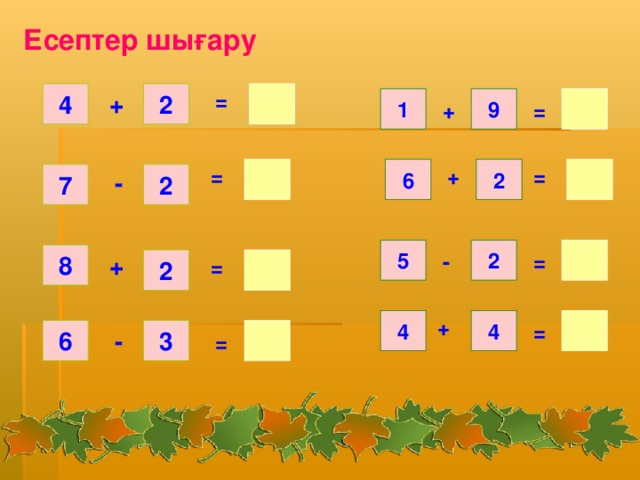 Есептер шығару
4 + 2 =
1 + 9 =
7 - 2 =
6 + 2 =
8 + 2 =
5 - 2 =
6 - 3 =
4 + 4 =